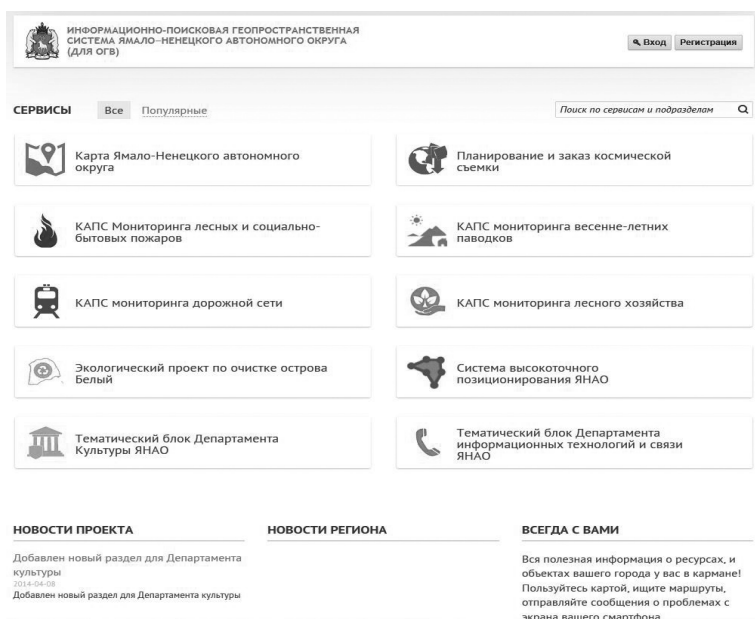 ИНФОРМАЦИОННО-ПОИСКОВАЯ ГЕОПРОСТРАНСТВЕННАЯ
СИСТЕМА ЯМАЛО-НЕНЕЦКОГО АВТОНОМНОГО ОКРУГА
(ДЛЯ ОГВ)
Вход Регистрация
СЕРВИСЫ Все Популярные
Поиск по сервисам и подразделам
Карта Ямало-Ненецкого автономного
округа
Планирование и заказ космической
съемки
КАПС Мониторинга лесных и социально-
бытовых пожаров
КАПС мониторинга весенне-летних
паводков
КАПС мониторинга дорожной сети
КАПС мониторинга лесного хозяйства
Экологический проект по очистке острова
Белый
Система высокоточного
позиционирования ЯНАО
Тематический блок Департамента
Культуры ЯНАО
Тематический блок Департамента
информационных технологий и связи
ЯНАО
НОВОСТИ ПРОЕКТА
Добавлен новый раздел для Департамента
культуры
2014-04-08
Добавлен новый раздел для Департамента культуры
НОВОСТИ РЕГИОНА
ВСЕГДА С ВАМИ
Вся полезная информация о ресурсах, и
объектах вашего города у вас в кармане!
Пользуйтесь картой, ищите маршруты,
отправляйте сообщения о проблемах с
экрана вашего смартфона